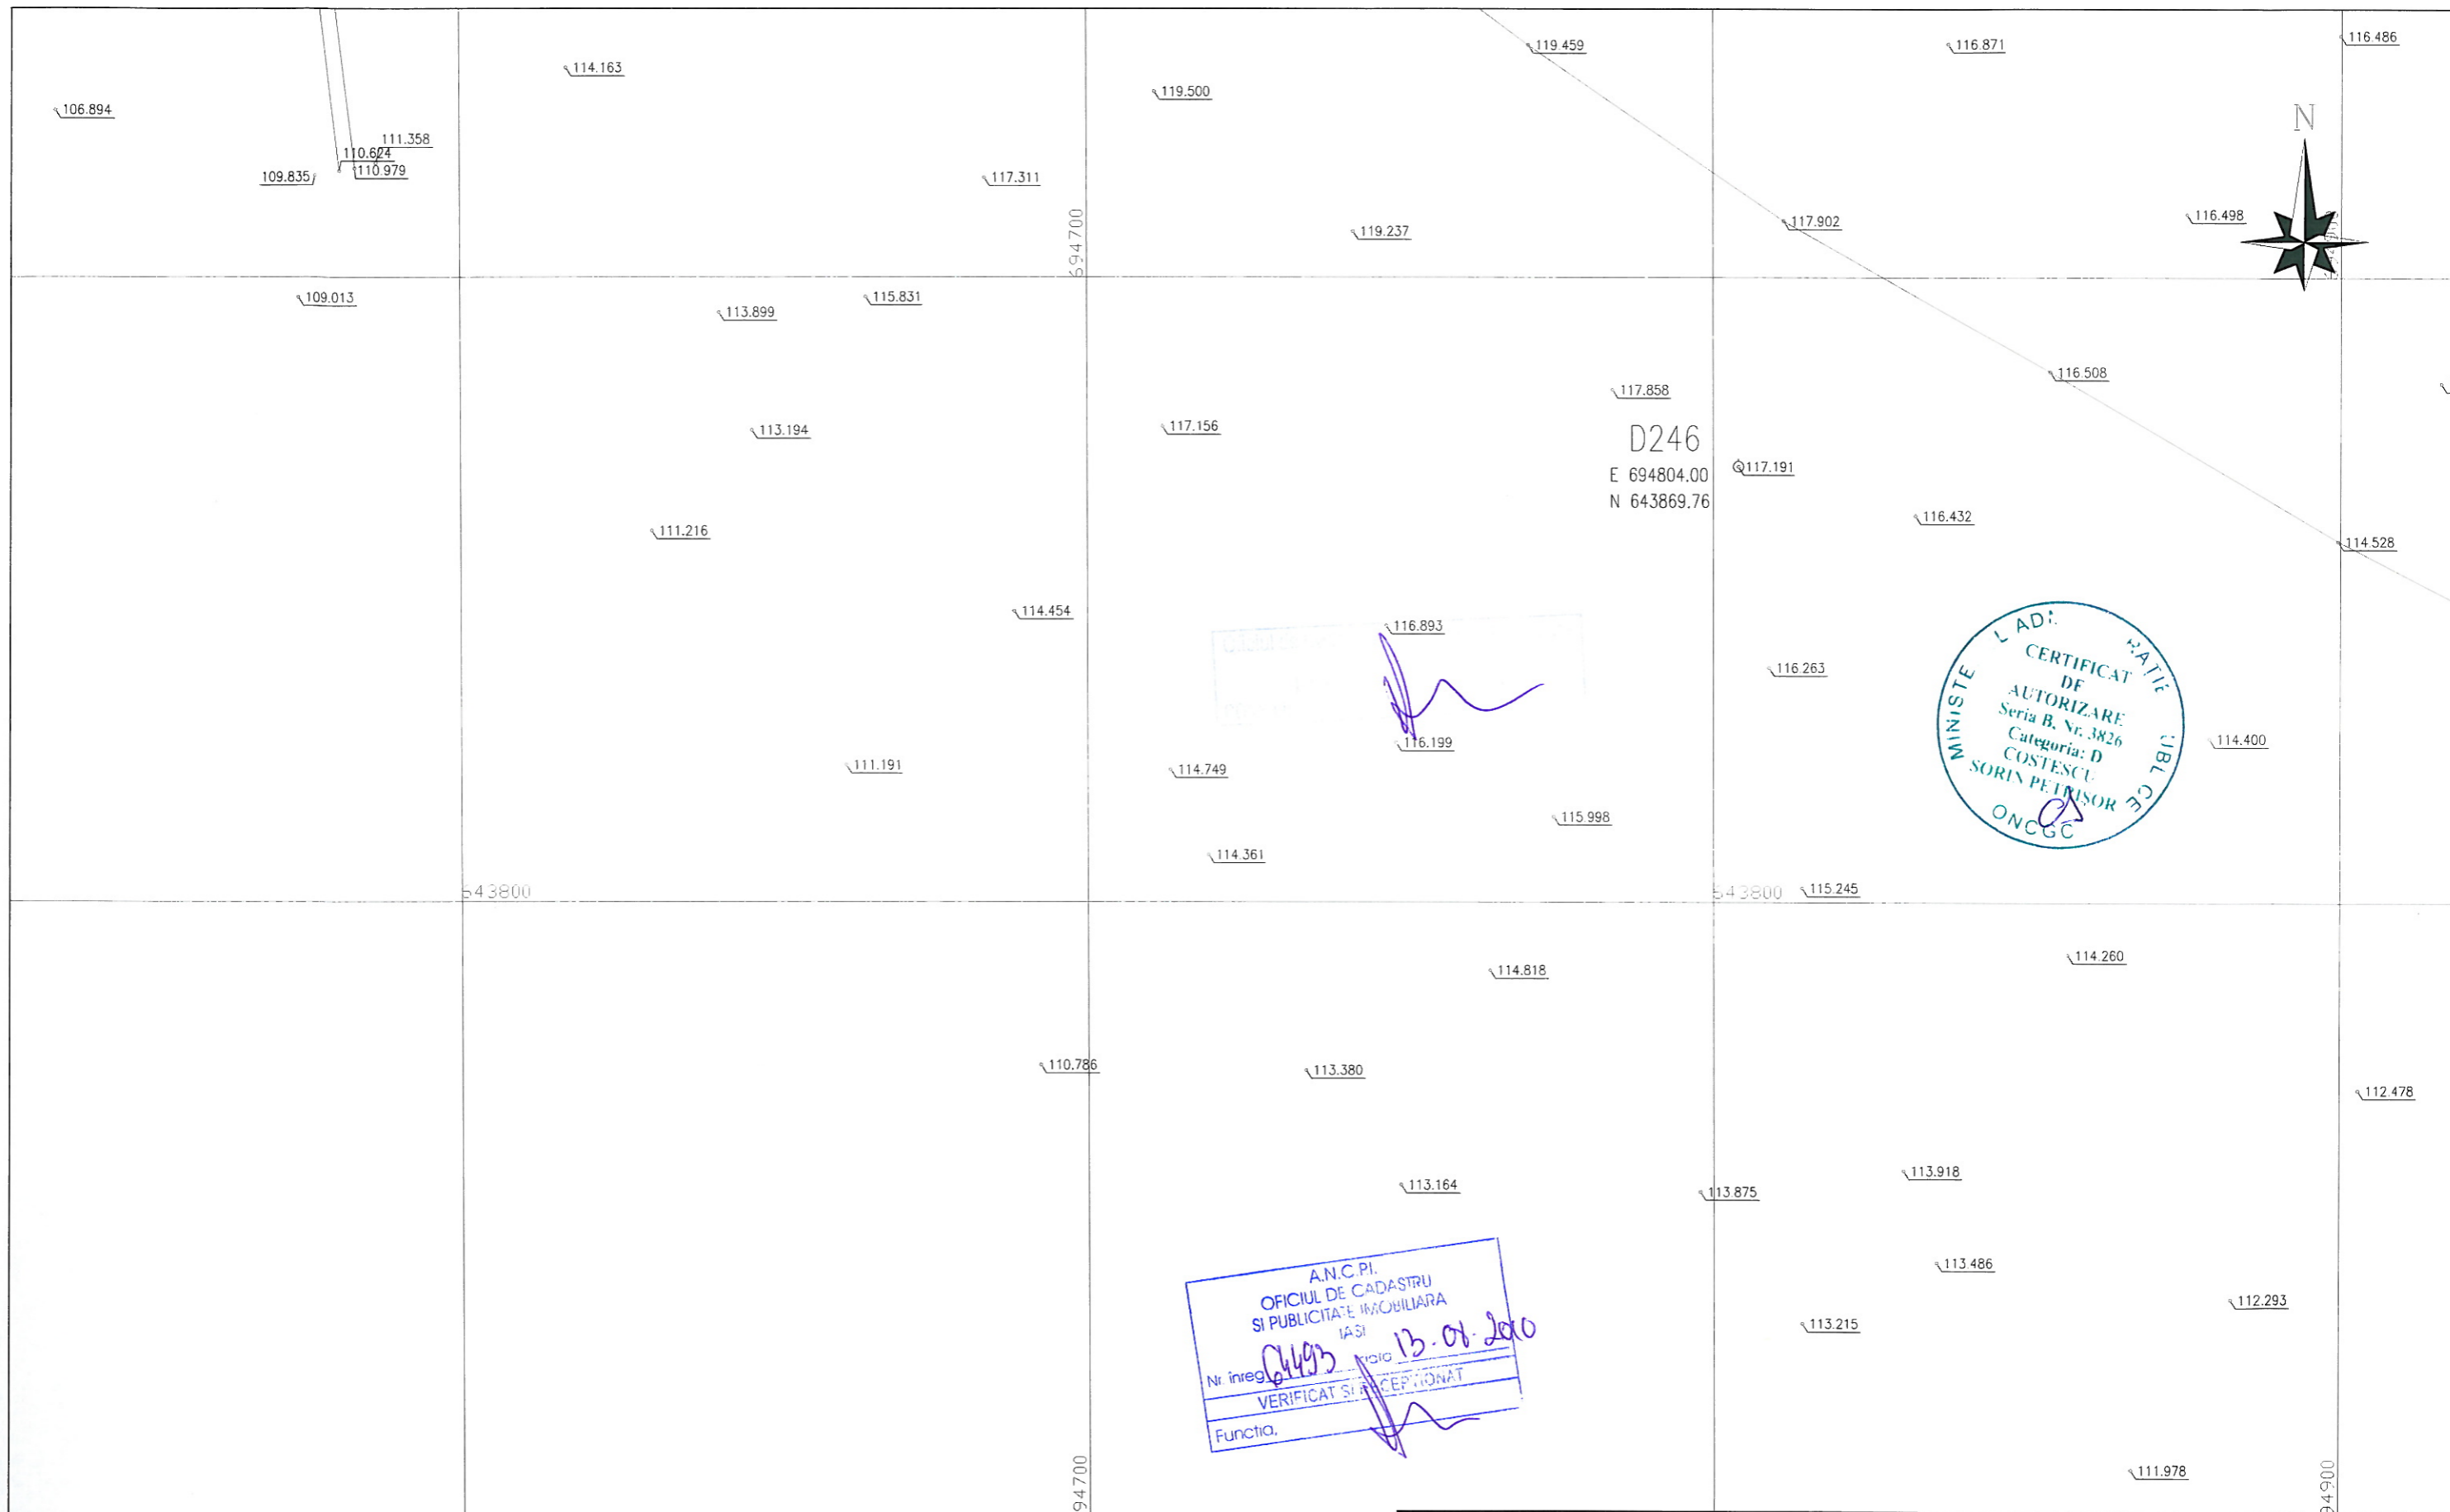 119.459
116.871
116.486
114.163
119.500
106.894
N
111.358
110.624
110.979
109.835
117.311
694700
119.237
117.902
116.498
109.013
113.899
115.831
116.508
117.858
113.194
117.156
D246
E 694804.00
N 643869.76
117.191
111.216
116.432
114.528
114.454
116.893
116.263
116.199
111.191
114.749
114.400
115.998
114.361
CERTIFICAT
DE
AUTORIZARE
Seria B, Nr. 3826
Categoria: D
COSTESCU
SORIN PETRIȘOR
MINISTE
ONCGC
643800
643800
115.245
114.818
114.260
110.786
113.380
112.478
113.164
113.875
113.918
113.486
112.293
113.215
A.N.C.P.I.
OFICIUL DE CADASTRU
SI PUBLICITATE IMOBILIARA
IASI
Nr. înreg 64493 13.08.2010
VERIFICAT SI RECEPTIONAT
Functia,
111.978
94700
94900